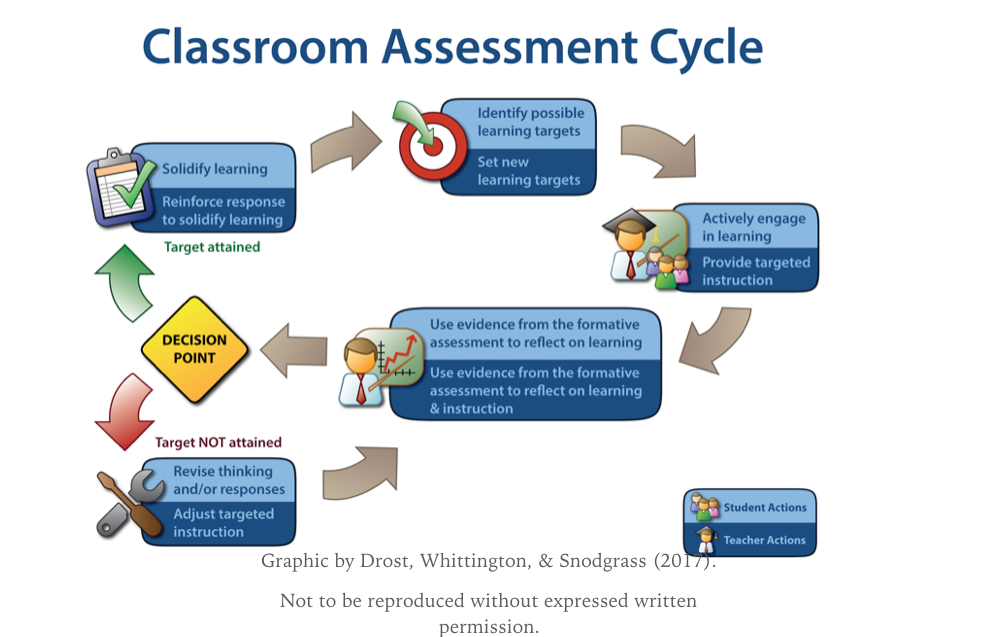 Classroom Assessment Cycle
Identify possible
learning targets
Set new
learning targets
Solidify learning
Reinforce response
to solidify learning
Target attained
Actively engage
in learning
Provide targeted
instruction
Use evidence from the formative
assessment to reflect on learning
Use evidence from the formative
assessment to reflect on learning
& instruction
DECISION
POINT
Target NOT attained
Revise thinking
and/or responses
Adjust targeted
instruction
Student Actions
Teacher Actions
Graphic by Drost, Whittington, & Snodgrass (2017).
Not to be reproduced without expressed written
permission.